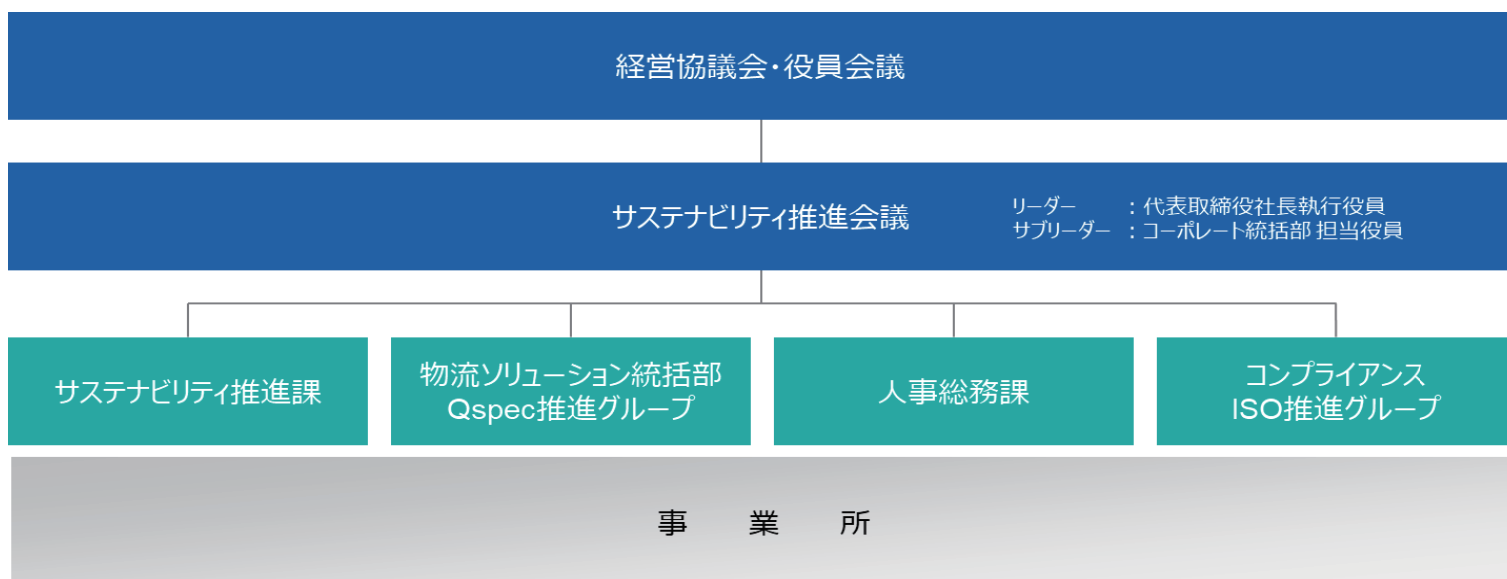 経営協議会・役員会議
サステナビリティ推進会議
リーダー ：代表取締役社長執行役員
サブリーダー ：コーポレート統括部 担当役員
サステナビリティ推進課
物流ソリューション統括部
Qspec推進グループ
人事総務課
コンプライアンス
ISO推進グループ
事 業 所